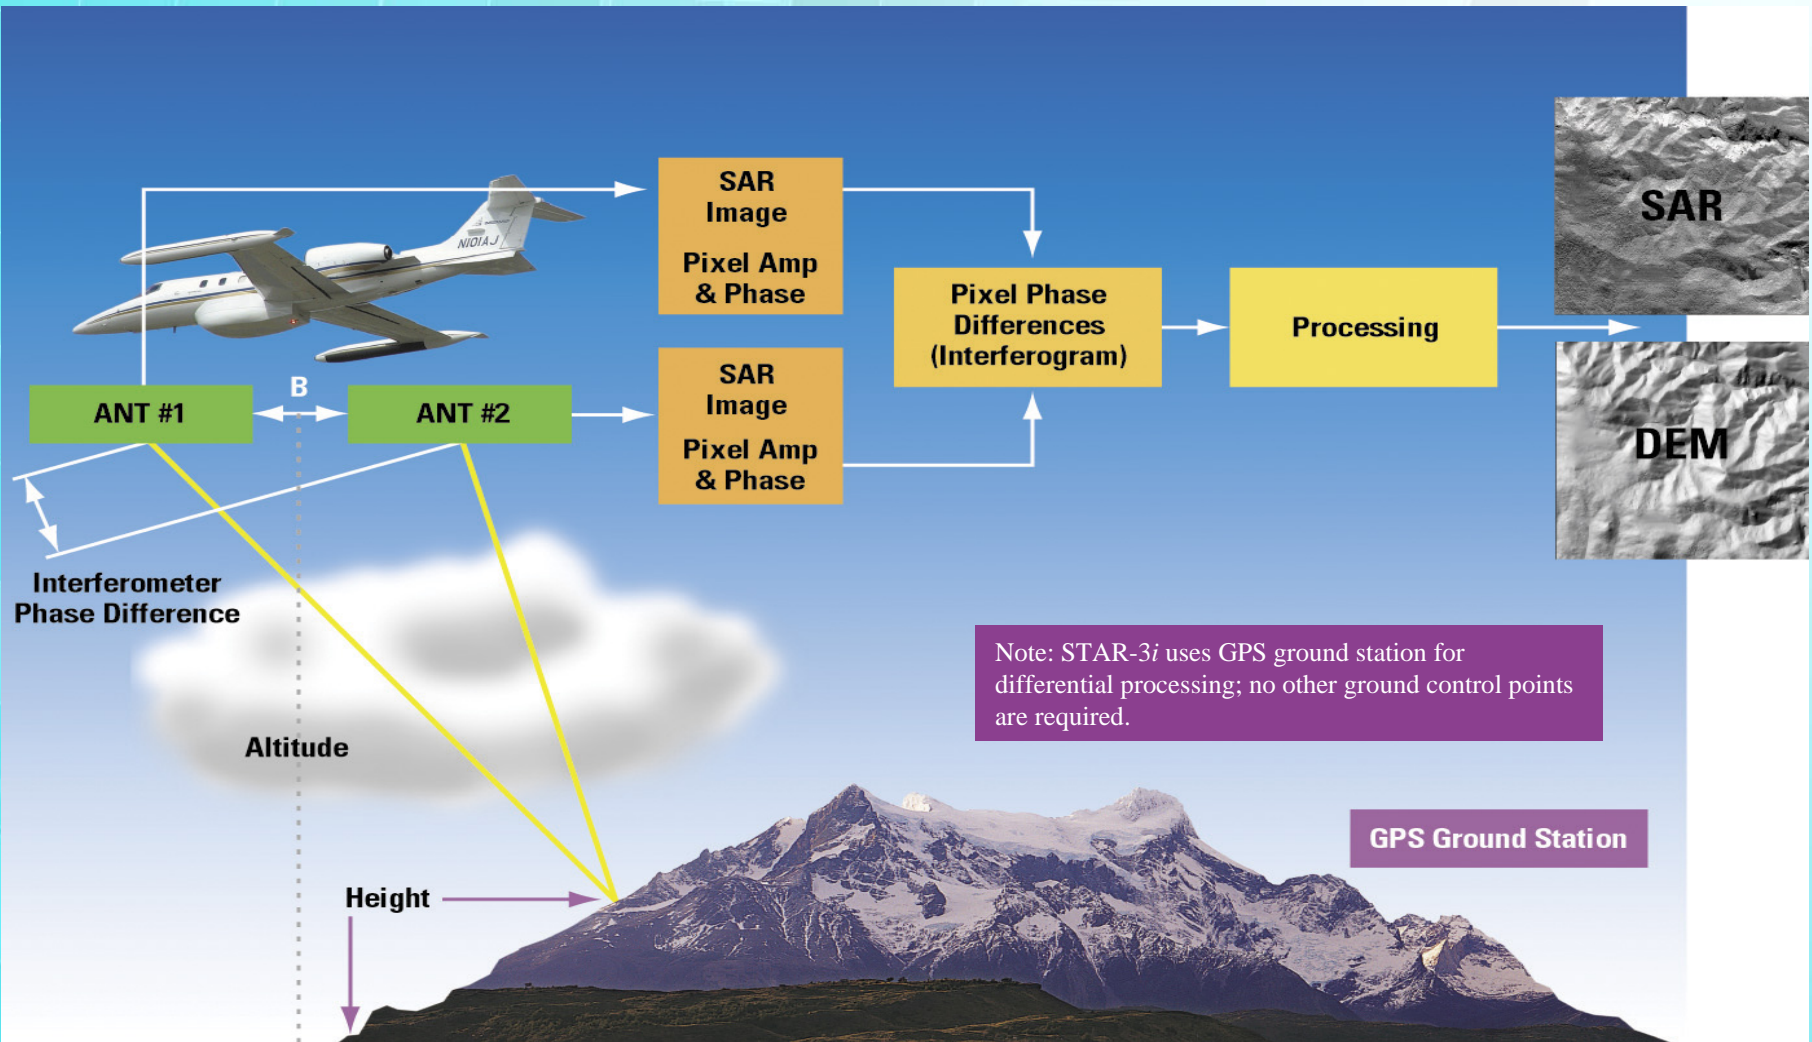 SAR
Image
Pixel Amp
& Phase
SAR
N101AJ
Pixel Phase
Differences
(Interferogram)
Processing
SAR
Image
Pixel Amp
& Phase
B
ANT #1
ANT #2
DEM
Interferometer
Phase Difference
Note: STAR-3i uses GPS ground station for
differential processing; no other ground control points
are required.
Altitude
GPS Ground Station
Height